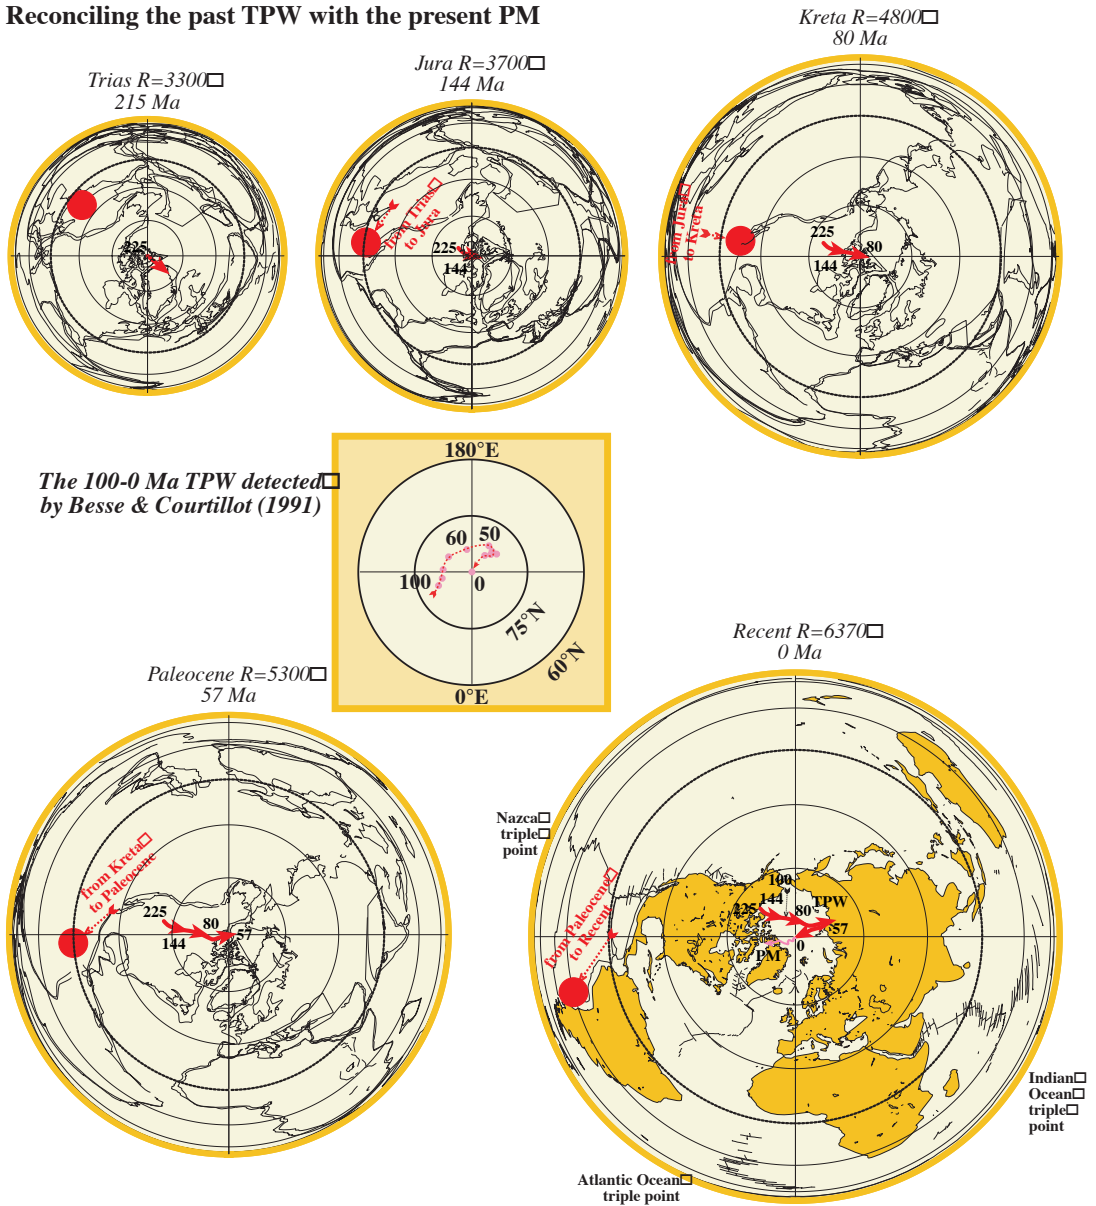 Reconciling the past TPW with the present PM
Trias R=3300□
215 Ma
225
Jura R=3700□
144 Ma
from Trias□
to Jura
225
144
Kreta R=4800□
80 Ma
from Jura□
to Kreta
225
80
144
The 100-0 Ma TPW detected□
by Besse & Courtillot (1991)
180°E
60
50
100
0
75°N
60°N
0°E
Paleocene R=5300□
57 Ma
from Kreta□
to Paleocene
225
80
144
57
Recent R=6370□
0 Ma
Nazca□
triple□
point
from Paleocene□
to Recent
100
144
225
80
TPW
57
0
PM
Indian□
Ocean□
triple□
point
Atlantic Ocean□
triple point